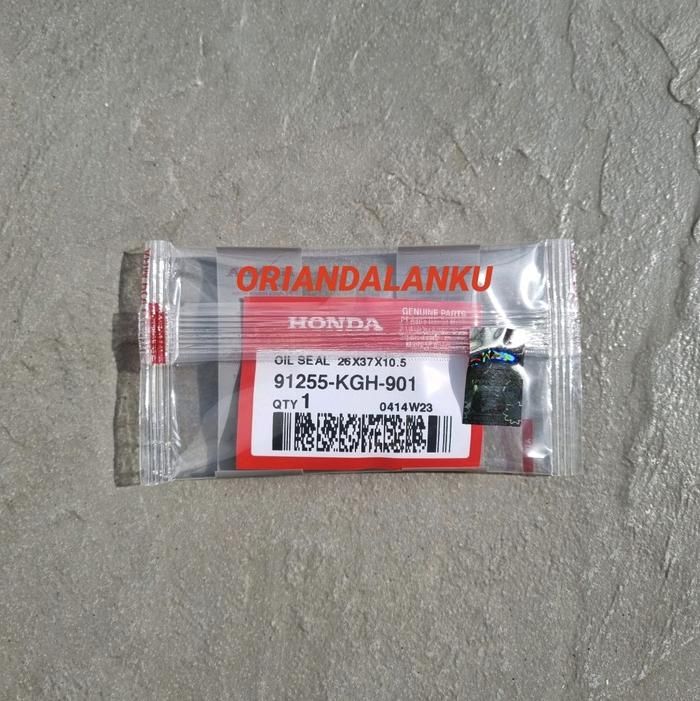 ORIANDALANKU
HONDA
GENUINE PARTS
OIL SEAL 26X37X10.5
91255-KGH-901
QTY 1 0414W23